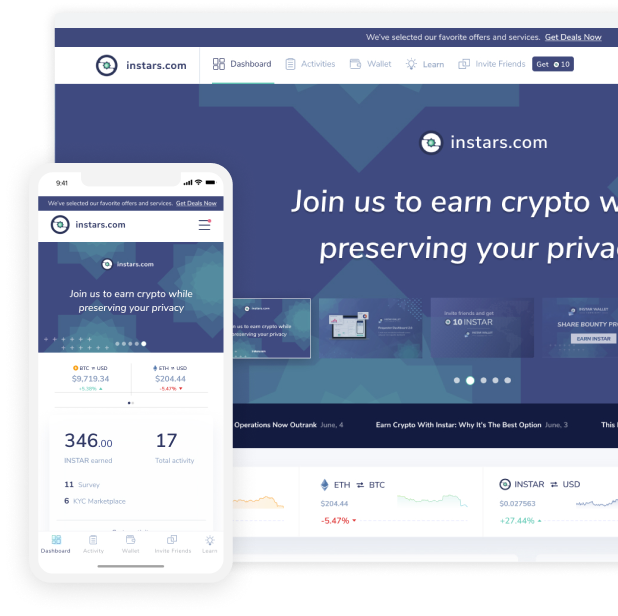 We've selected our favorite offers and services. Get Deals Now
instars.com
Dashboard
Activities
Wallet
Learn
Invite Friends
Get 10
instars.com
Join us to earn crypto w
preserving your priva
us to earn crypto while
preserving your privacy
Invite friends and get
10 INSTAR
INSTAR WALLET
SHARE BOUNTY PR
EARN INSTAR
Operations Now Outrank June, 4
Earn Crypto With Instar: Why It's The Best Option June, 3
This
ETH ⇄ BTC
$204.44
-5.47%
INSTAR ⇄ USD
$0.027563
+27.44%
9:41
We've selected our favorite offers and services. Get Deals Now
instars.com
instars.com
Join us to earn crypto while
preserving your privacy
BTC ⇄ USD
$9,719.34
+5.39%
ETH ⇄ USD
$204.44
-5.47%
346.00
INSTAR earned
17
Total activity
11 Survey
6 KYC Marketplace
Dashboard
Activity
Wallet
Invite Friends
Learn